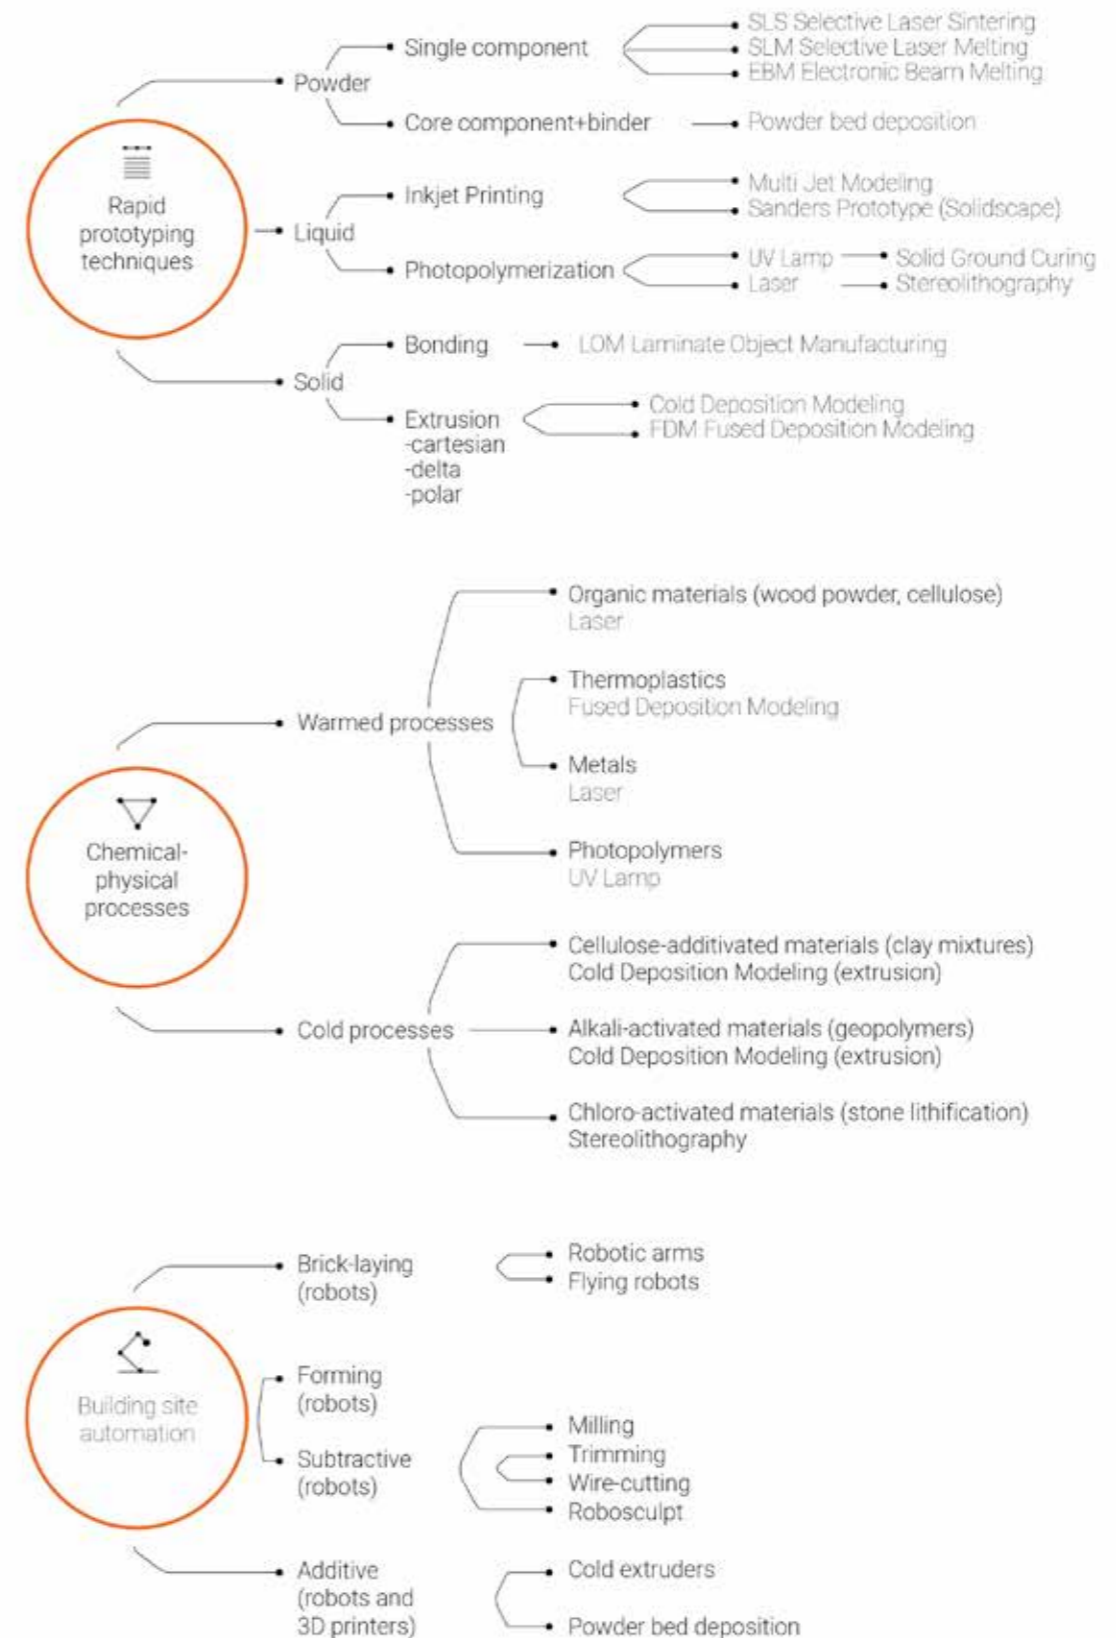 SLS Selective Laser Sintering
Single component
SLM Selective Laser Melting
EBM Electronic Beam Melting
Powder
Core component+binder
Powder bed deposition
Rapid
prototyping
techniques
Inkjet Printing
Multi Jet Modeling
Sanders Prototype (Solidscape)
Liquid
Photopolymerization
UV Lamp
Solid Ground Curing
Laser
Stereolithography
Bonding
LOM Laminate Object Manufacturing
Solid
Extrusion
-cartesian
-delta
-polar
Cold Deposition Modeling
FDM Fused Deposition Modeling
Organic materials (wood powder, cellulose)
Laser
Thermoplastics
Fused Deposition Modeling
Warmed processes
Metals
Laser
Photopolymers
UV Lamp
Chemical-
physical
processes
Cellulose-additivated materials (clay mixtures)
Cold Deposition Modeling (extrusion)
Cold processes
Alkali-activated materials (geopolymers)
Cold Deposition Modeling (extrusion)
Chloro-activated materials (stone lithification)
Stereolithography
Brick-laying
(robots)
Robotic arms
Flying robots
Building site
automation
Forming
(robots)
Subtractive
(robots)
Milling
Trimming
Wire-cutting
Robosculpt
Additive
(robots and
3D printers)
Cold extruders
Powder bed deposition